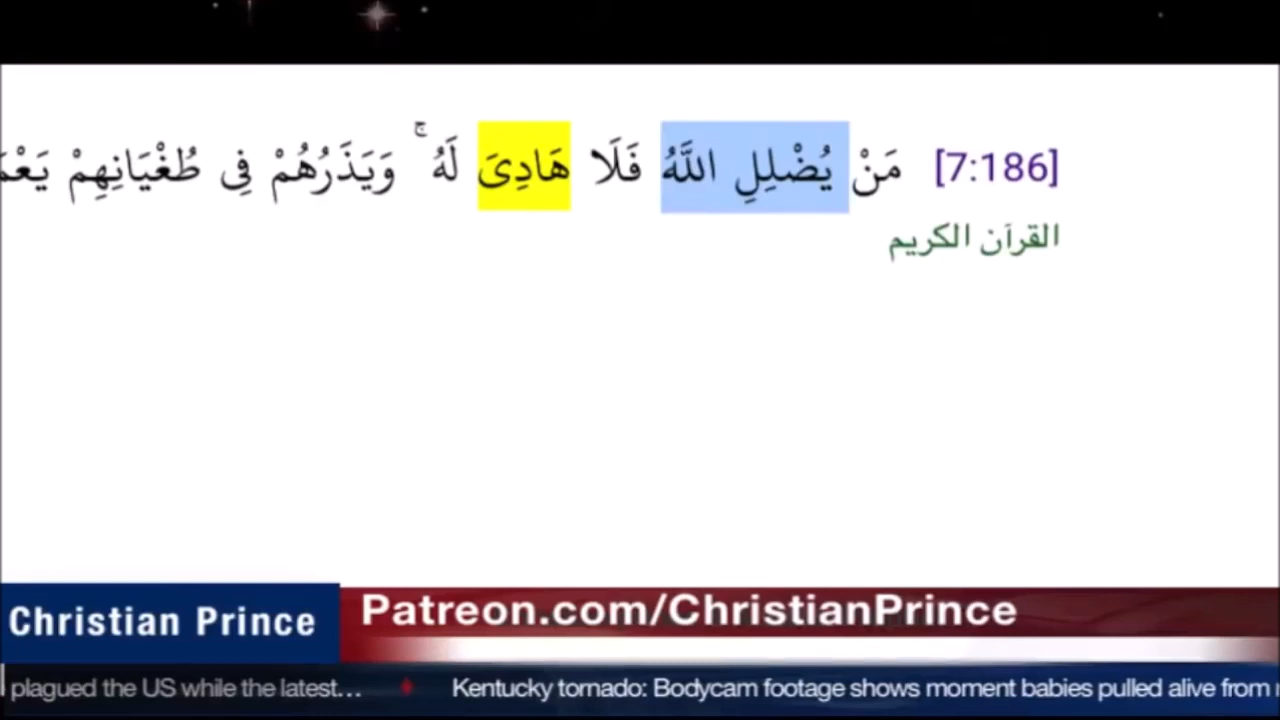 [7:186] مَنْ يُضْلِلِ اللَّهُ فَلَا هَادِىَ لَهُ ۚ وَيَذَرُهُمْ فِى طُغْيَانِهِمْ
القرآن الكريم
Christian Prince
Patreon.com/ChristianPrince
plagued the US while the latest... ♦ Kentucky tornado: Bodycam footage shows moment babies pulled alive from